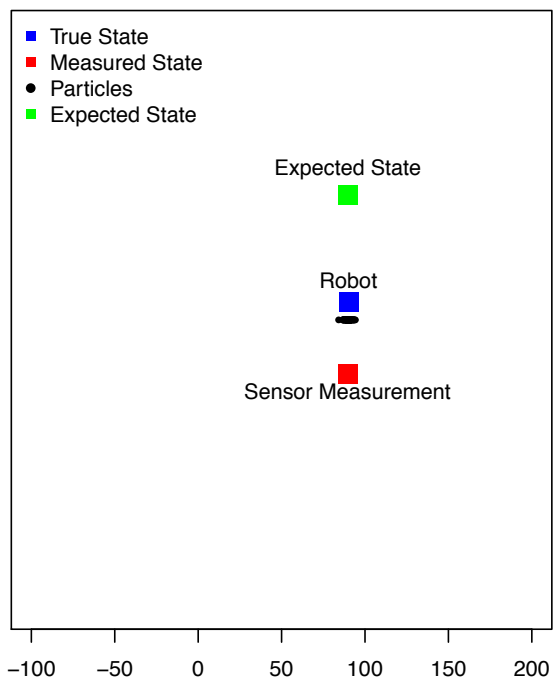 True State
Measured State
Particles
Expected State
Expected State
Robot
Sensor Measurement
−100 −50 0 50 100 150 200